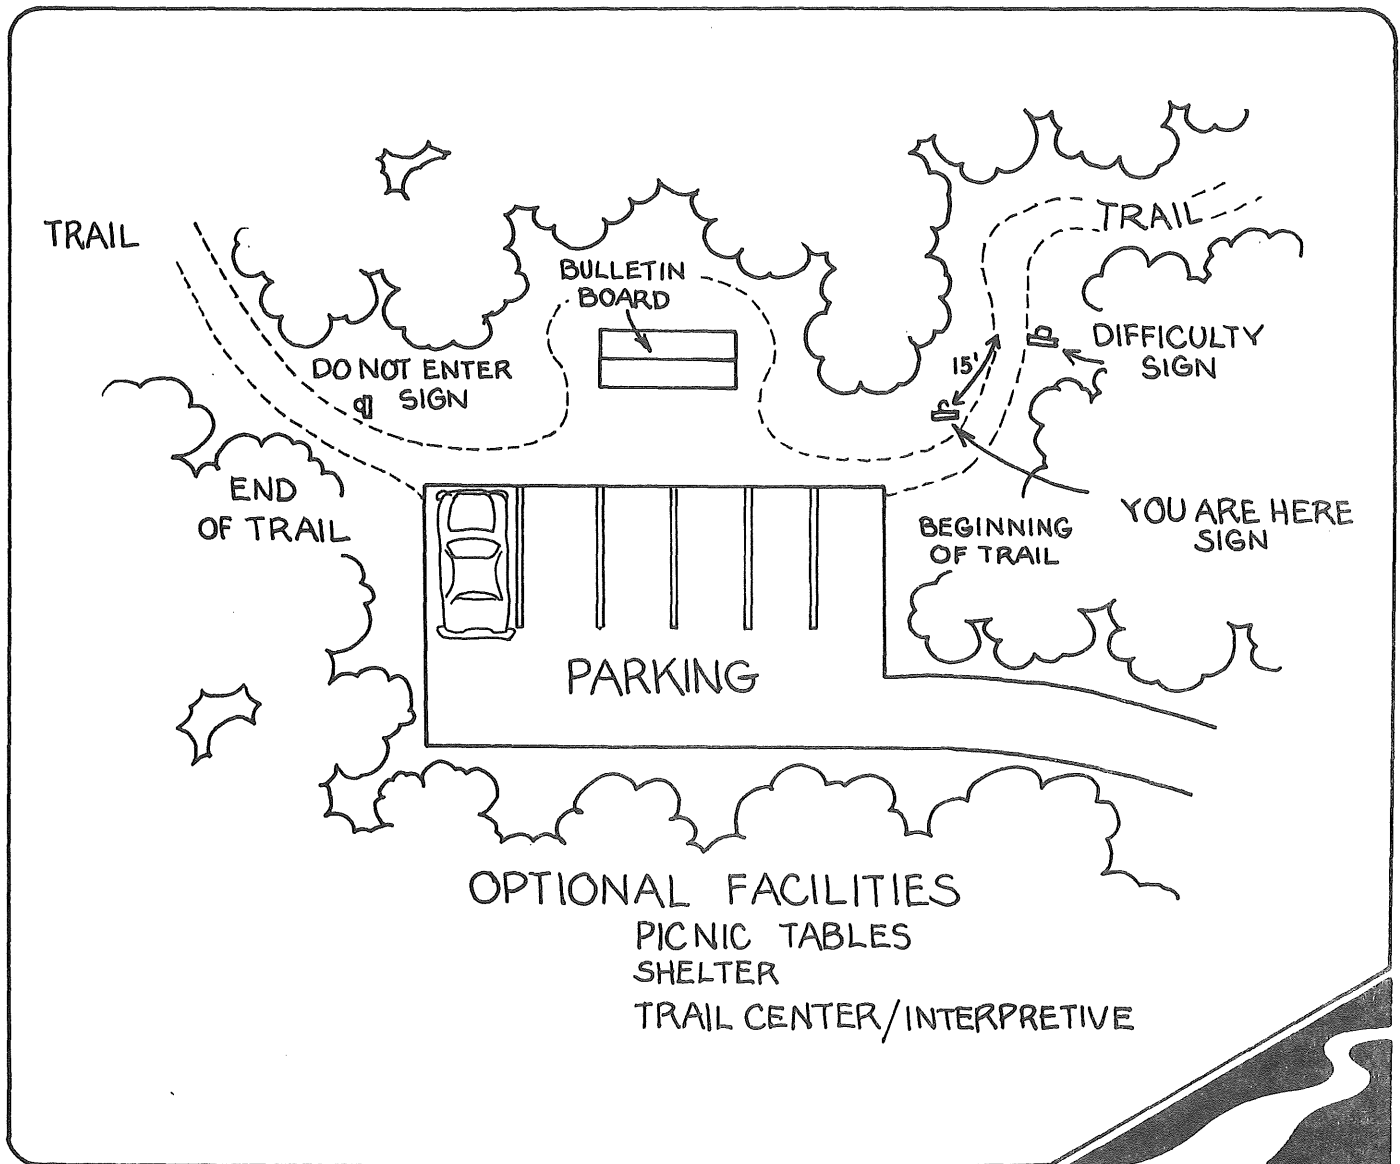 TRAIL
TRAIL
BULLETIN
BOARD
DO NOT ENTER
SIGN
15'
DIFFICULTY
SIGN
END
OF TRAIL
BEGINNING
OF TRAIL
YOU ARE HERE
SIGN
PARKING
OPTIONAL FACILITIES
PICNIC TABLES
SHELTER
TRAIL CENTER/INTERPRETIVE